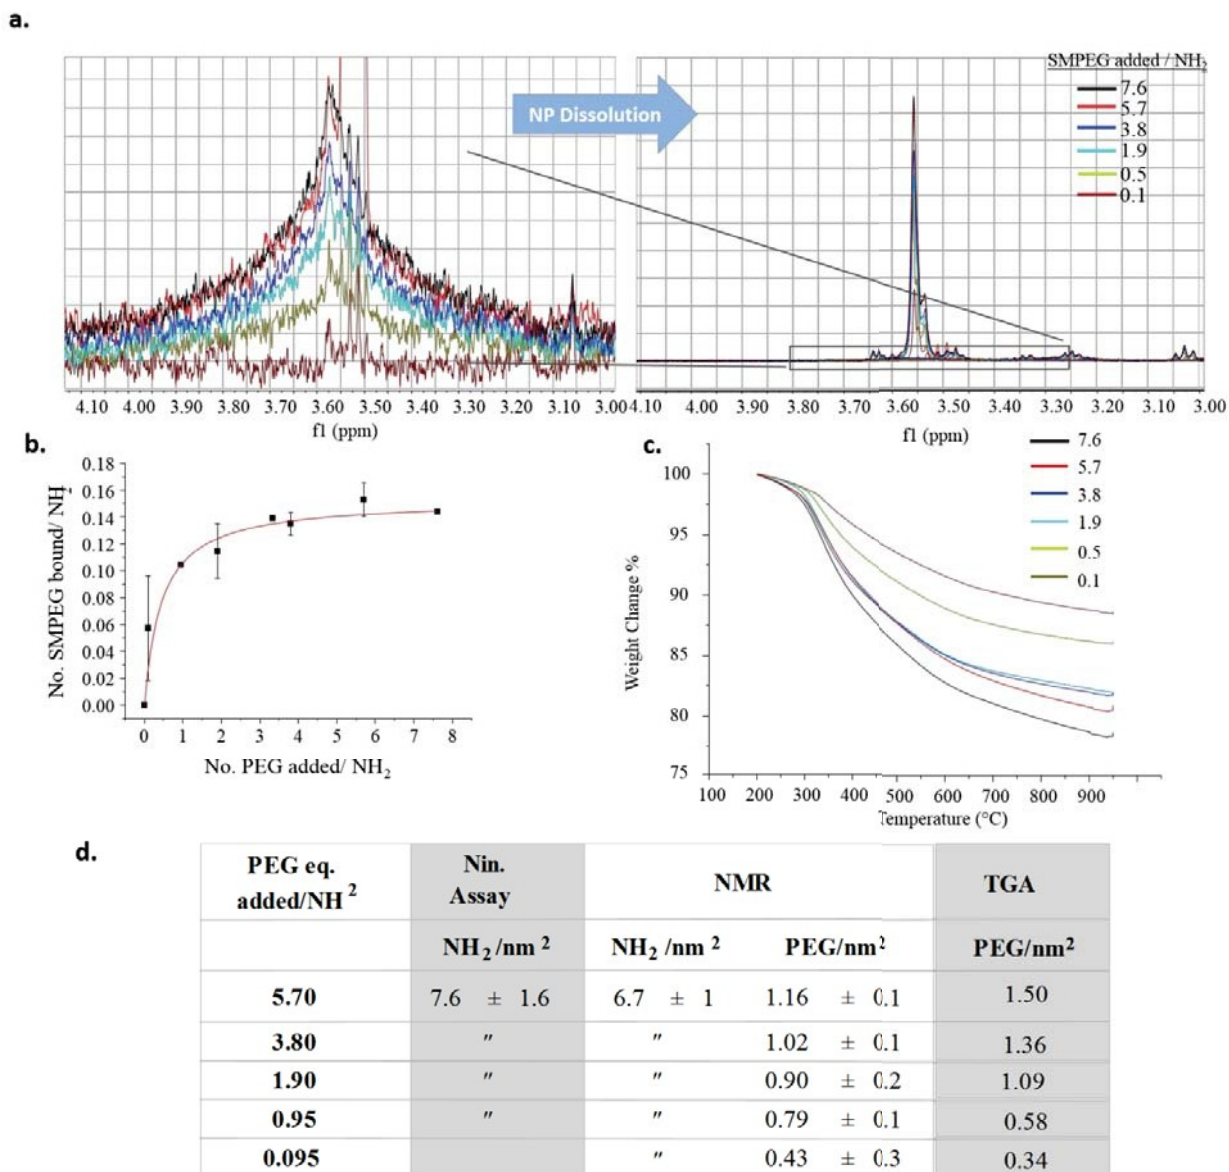 a.
SMPEG added / NH2
7.6
5.7
3.8
1.9
0.5
0.1
NP Dissolution
4.10 4.00 3.90 3.80 3.70 3.60 3.50 3.40 3.30 3.20 3.10 3.00
f1 (ppm)
4.10 4.00 3.90 3.80 3.70 3.60 3.50 3.40 3.30 3.20 3.10 3.00
f1 (ppm)
b.
No. SMPEG bound/ NH2
0.18
0.16
0.14
0.12
0.10
0.08
0.06
0.04
0.02
0.00
0 1 2 3 4 5 6 7 8
No. PEG added/ NH2
c.
7.6
5.7
3.8
1.9
0.5
0.1
Weight Change %
100
95
90
85
80
75
100 200 300 400 500 600 700 800 900
Temperature (°C)
d.
PEG eq. added/NH 2 Nin. Assay NMR TGA
NH2 /nm 2 NH2 /nm 2 PEG/nm2 PEG/nm2
5.70 7.6 ± 1.6 6.7 ± 1 1.16 ± 0.1 1.50
3.80 " " 1.02 ± 0.1 1.36
1.90 " " 0.90 ± 0.2 1.09
0.95 " " 0.79 ± 0.1 0.58
0.095 " 0.43 ± 0.3 0.34